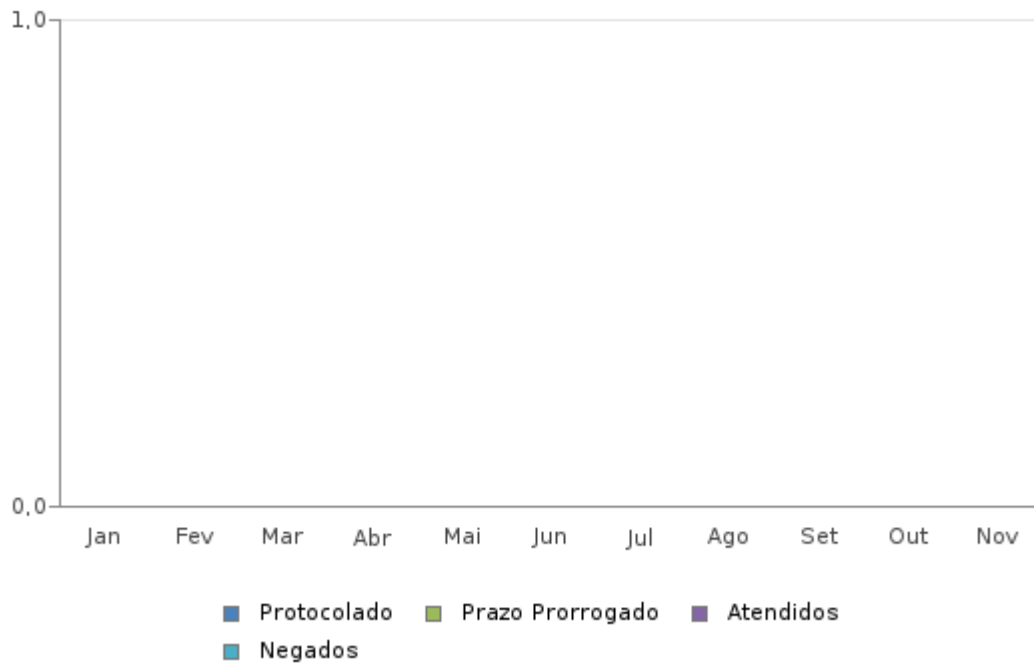 1,0
0,0
Jan Fev Mar Abr Mai Jun Jul Ago Set Out Nov
Protocolado Prazo Prorrogado Atendidos
Negados